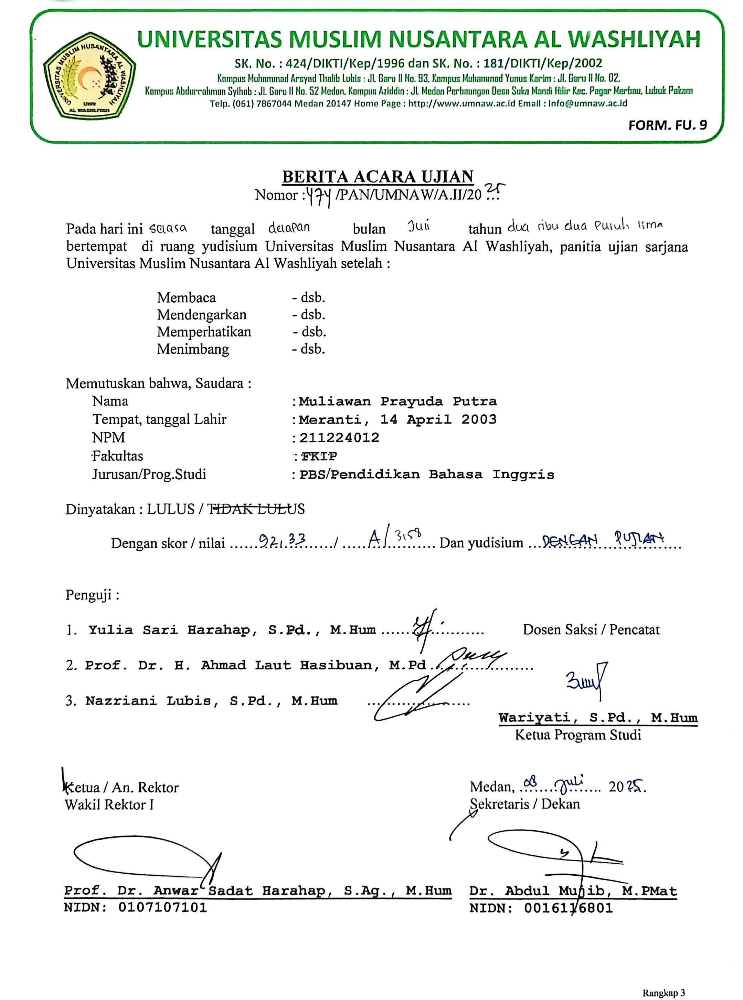 UNIVERSITAS MUSLIM NUSANTARA AL WASHLIYAH
SK. No. : 424/DIKTI/Kep/1996 dan SK. No. : 181/DIKTI/Kep/2002
Kampus Muhammad Arsyad Thalib Lubis : Jl. Garu II No. 93, Kampus Muhammad Yunus Karim : Jl. Garu II No. 02,
Kampus Abdurrahman Syihab : Jl. Garu II No. 52 Medan, Kampus Aziddin : Jl. Medan Perbaungan Desa Suka Mandi Hilir Kec. Pagar Merbau, Lubuk Pakam
Telp. (061) 7867044 Medan 20147 Home Page : http://www.umnaw.ac.id Email : info@umnaw.ac.id
UNIVERSITAS MUSLIM NUSANTARA AL WASHLIYAH
UMN
AL WASHLIYAH
FORM. FU. 9
BERITA ACARA UJIAN
Nomor : 474 /PAN/UMNAW/A.II/20 25
Pada hari ini selasa tanggal delapan bulan Juli tahun dua ribu dua puluh lima
bertempat di ruang yudisium Universitas Muslim Nusantara Al Washliyah, panitia ujian sarjana
Universitas Muslim Nusantara Al Washliyah setelah :
Membaca - dsb.
Mendengarkan - dsb.
Memperhatikan - dsb.
Menimbang - dsb.
Memutuskan bahwa, Saudara :
Nama : Muliawan Prayuda Putra
Tempat, tanggal Lahir : Meranti, 14 April 2003
NPM : 211224012
Fakultas : FKIP
Jurusan/Prog.Studi : PBS/Pendidikan Bahasa Inggris
Dinyatakan : LULUS / TIDAK LULUS
Dengan skor / nilai ......92,33........./ .....A/3,58.......... Dan yudisium ...DENGAN PUJIAN...
Penguji :
1. Yulia Sari Harahap, S.Pd., M.Hum ..................... Dosen Saksi / Pencatat
2. Prof. Dr. H. Ahmad Laut Hasibuan, M.Pd .....................
3. Nazriani Lubis, S.Pd., M.Hum .....................
Wariyati, S.Pd., M.Hum
Ketua Program Studi
Ketua / An. Rektor
Wakil Rektor I
Medan, 08 Juli 2025.
Sekretaris / Dekan
Prof. Dr. Anwar Sadat Harahap, S.Ag., M.Hum
NIDN: 0107107101
Dr. Abdul Mujib, M.PMat
NIDN: 0016116801
Rangkap 3